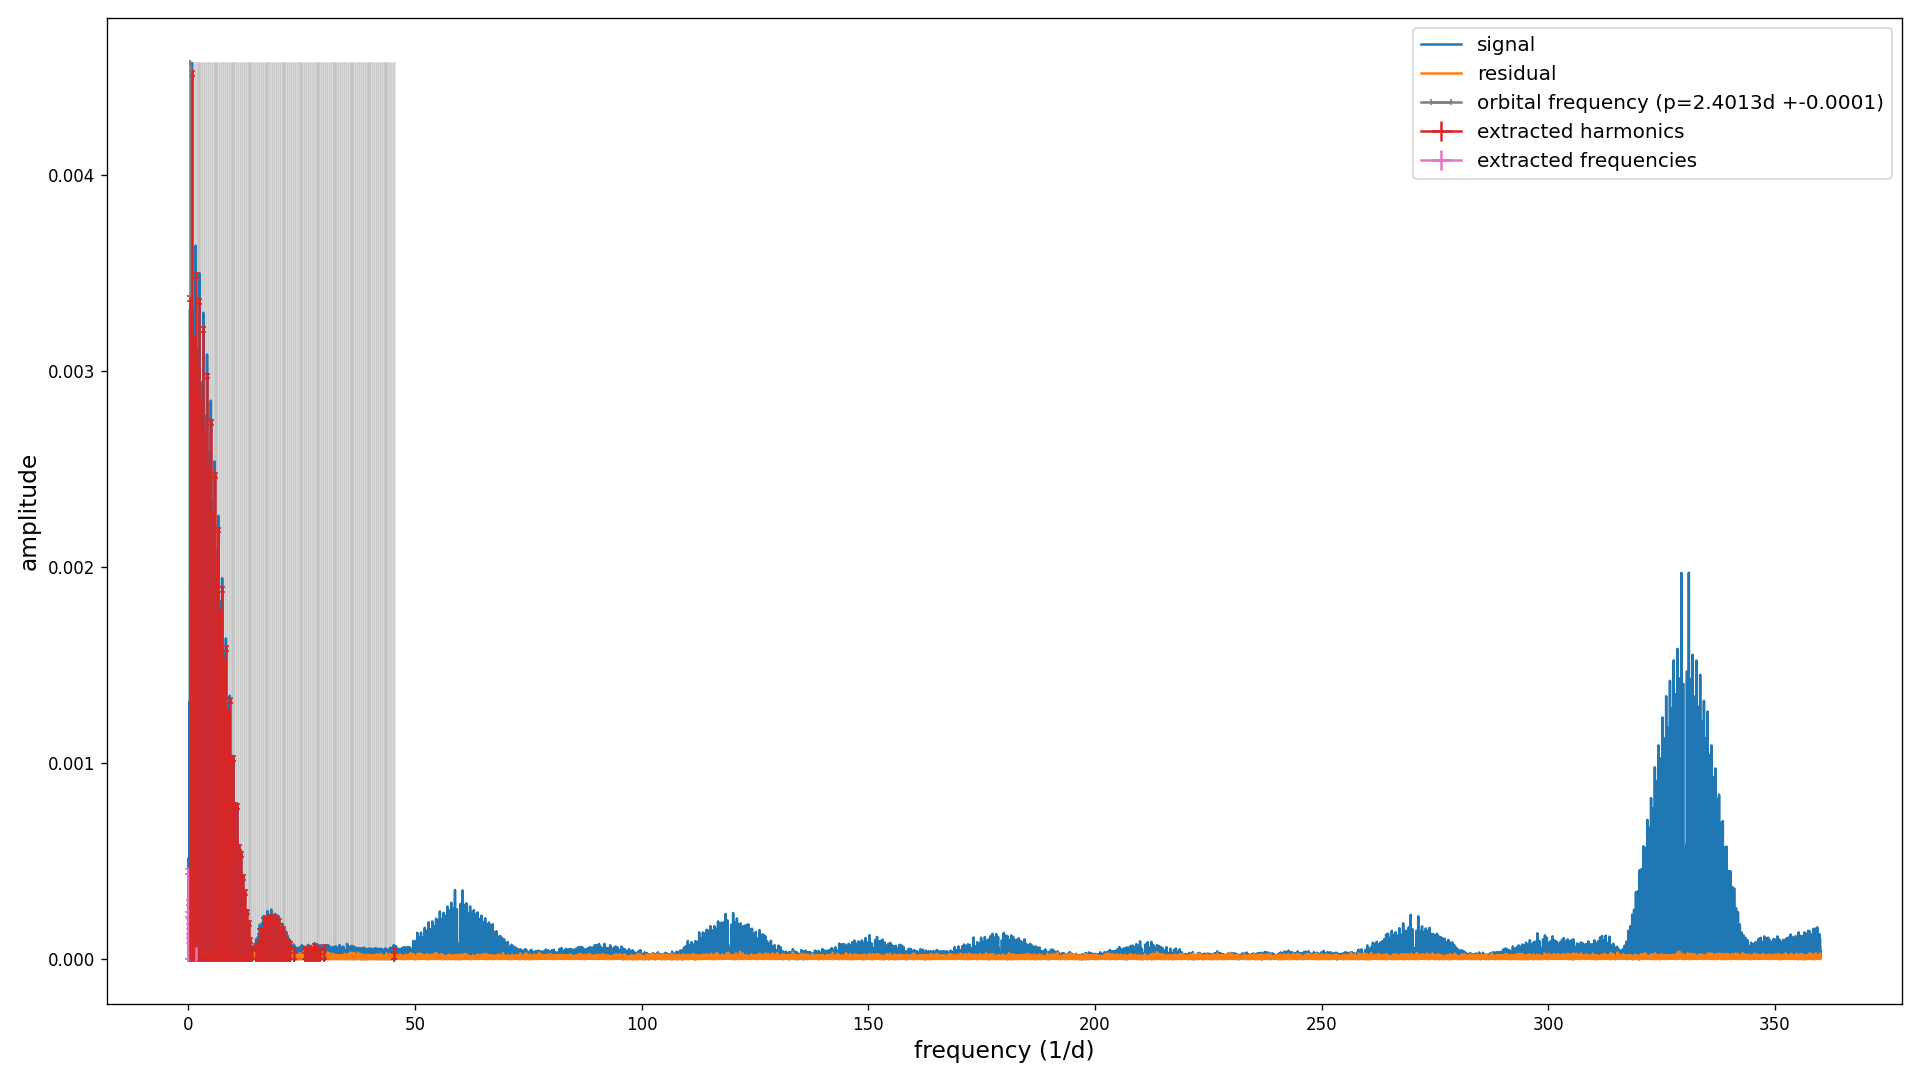 signal
residual
orbital frequency (p=2.4013d +-0.0001)
extracted harmonics
extracted frequencies
amplitude
0.004
0.003
0.002
0.001
0.000
0 50 100 150 200 250 300 350
frequency (1/d)